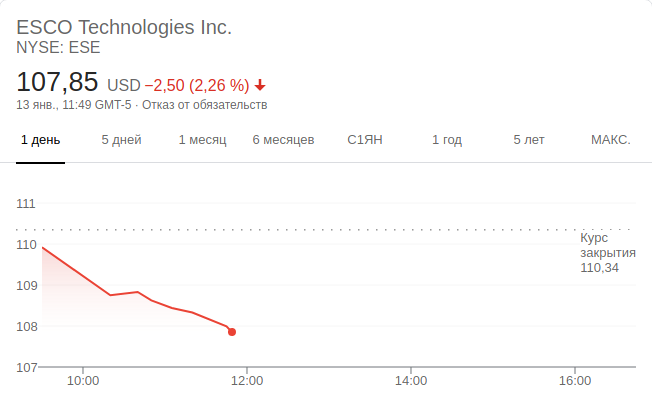 ESCO Technologies Inc.
NYSE: ESE
107,85 USD −2,50 (2,26 %)
13 янв., 11:49 GMT-5 · Отказ от обязательств
1 день 5 дней 1 месяц 6 месяцев С1ЯН 1 год 5 лет МАКС.
111
110
109
108
107
Курс
закрытия
110,34
10:00 12:00 14:00 16:00